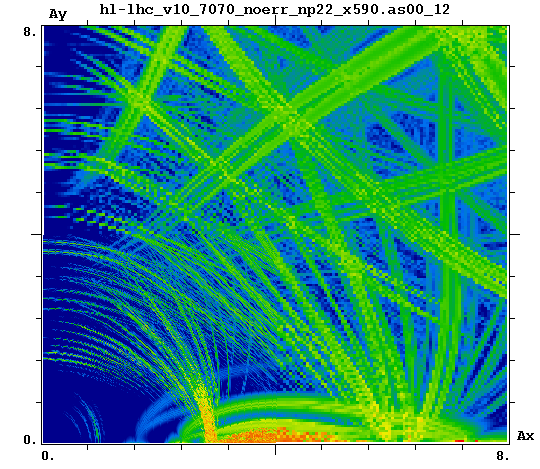 Ay hl-lhc_v10_7070_noerr_np22_x590.as00_12
8.
0.
Ax
0. 8.